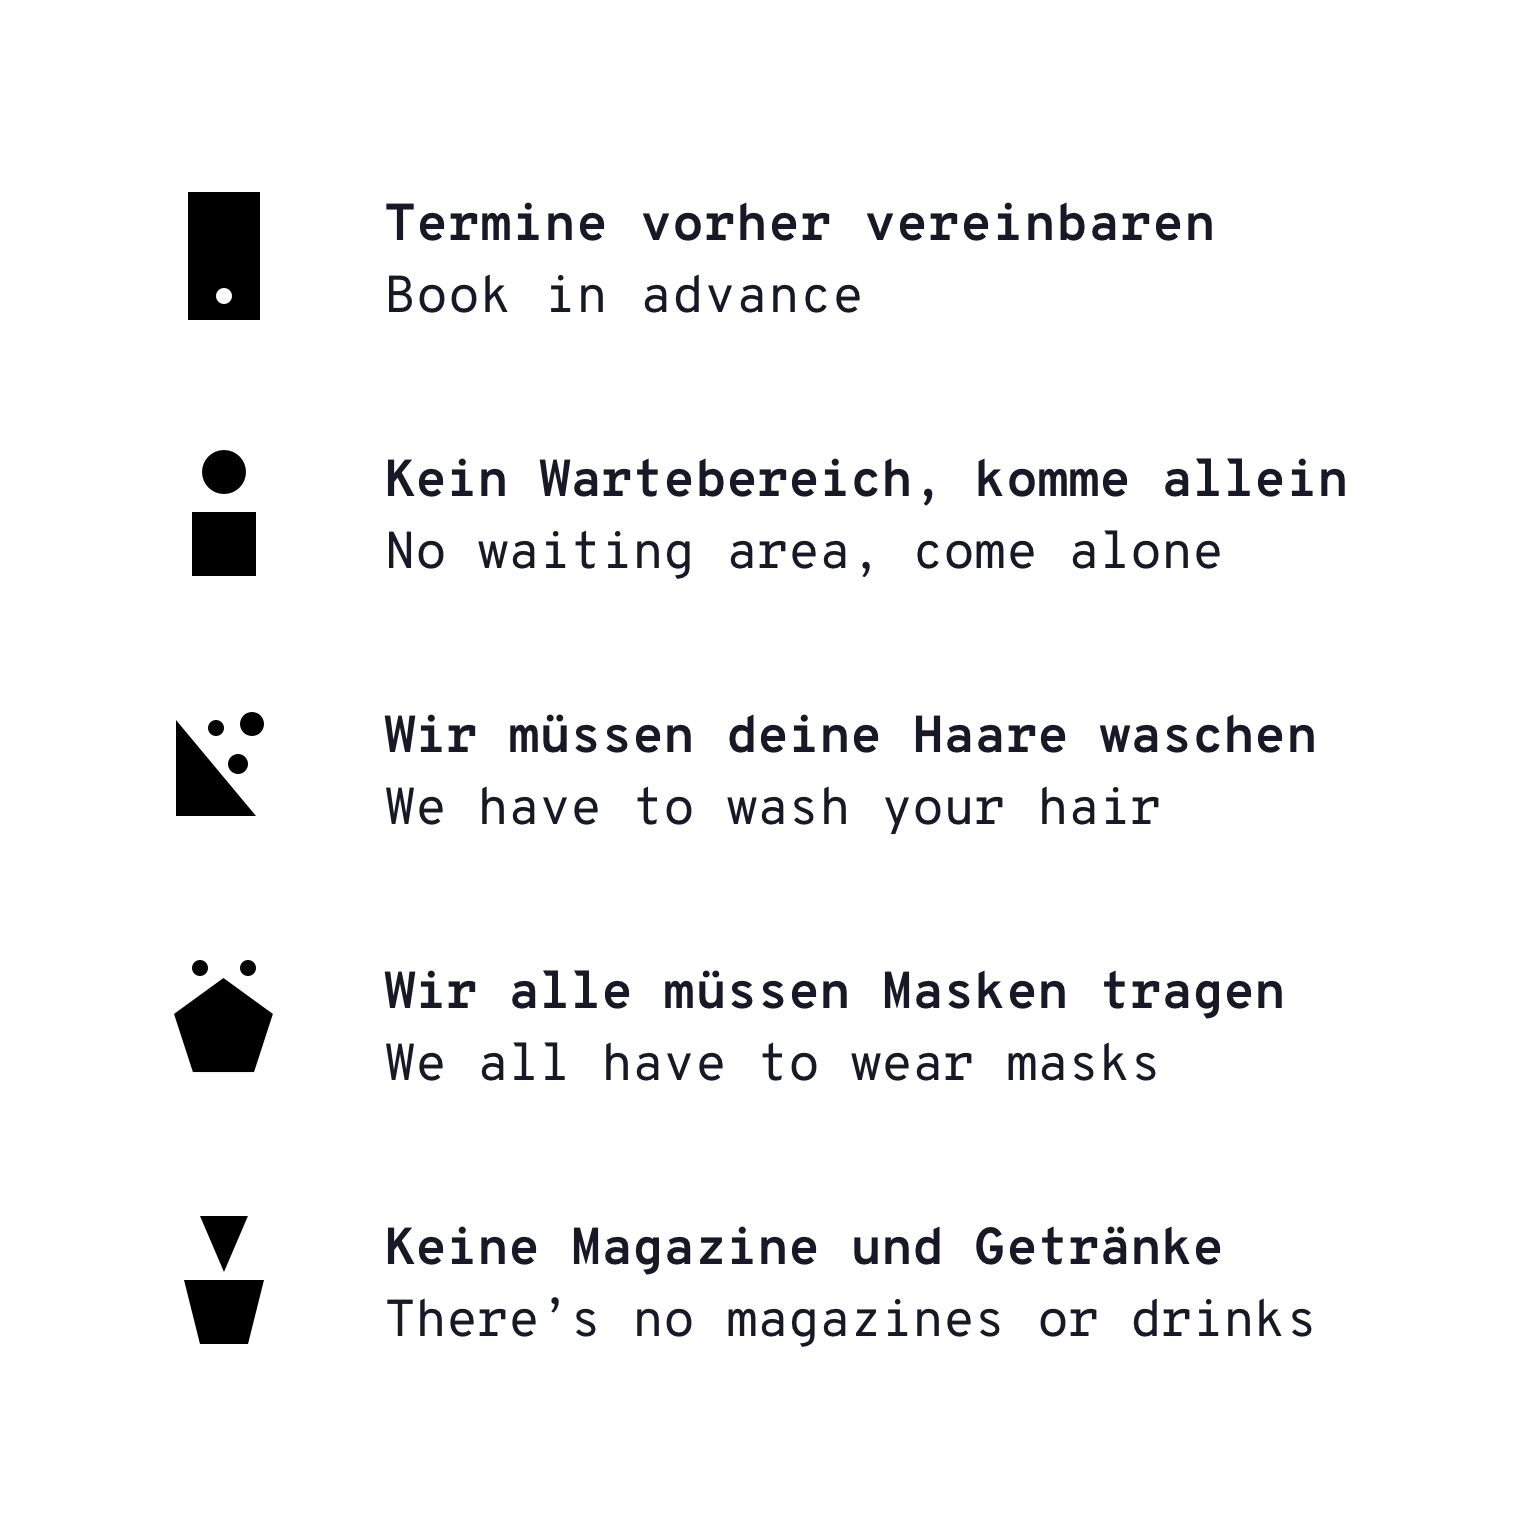 Termine vorher vereinbaren
Book in advance
Kein Wartebereich, komme allein
No waiting area, come alone
Wir müssen deine Haare waschen
We have to wash your hair
Wir alle müssen Masken tragen
We all have to wear masks
Keine Magazine und Getränke
There’s no magazines or drinks